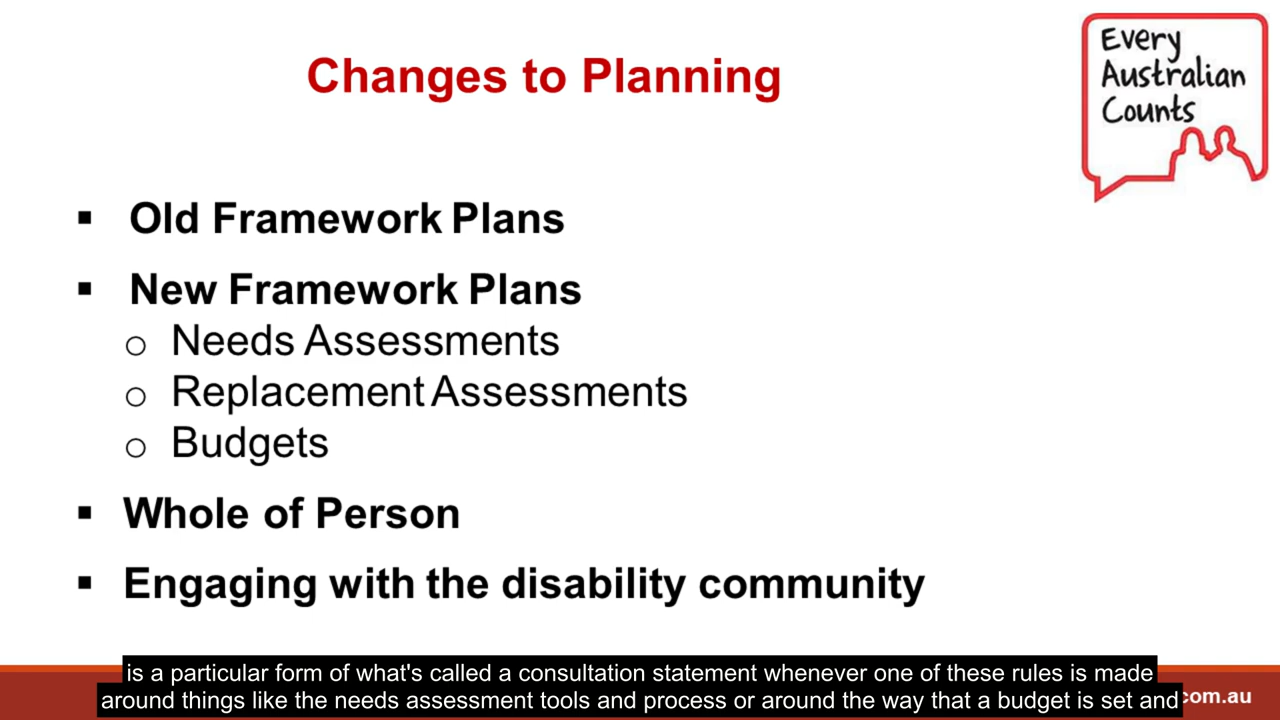 Changes to Planning
Every
Australian
Counts
▪ Old Framework Plans
▪ New Framework Plans
o Needs Assessments
o Replacement Assessments
o Budgets
▪ Whole of Person
▪ Engaging with the disability community
is a particular form of what's called a consultation statement whenever one of these rules is made
around things like the needs assessment tools and process or around the way that a budget is set and
com.au